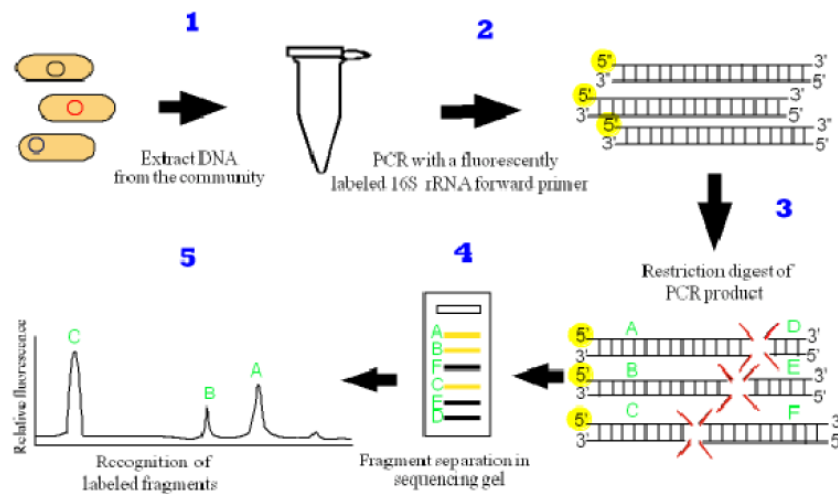 1
2
5'
3'
3'
5'
5'
3'
3'
5'
5'
3'
3'
5'
Extract DNA
from the community
PCR with a fluorescently
labeled 16S rRNA forward primer
3
Restriction digest of
PCR product
5
4
Relative fluorescence
C
B
A
Recognition of
labeled fragments
A
B
F
C
E
D
Fragment separation in
sequencing gel
5'
A
D
3'
3'
5'
5'
B
E
3'
3'
5'
5'
C
F
3'
3'
5'